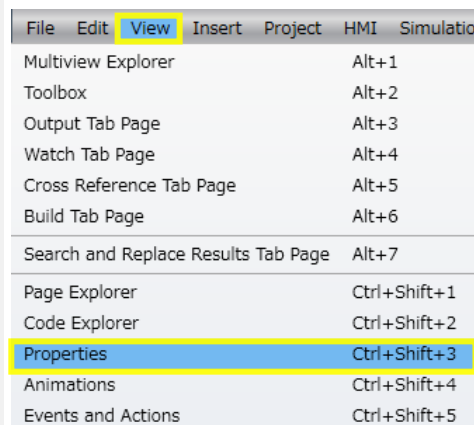 File Edit View Insert Project HMI Simulatio
Multiview Explorer Alt+1
Toolbox Alt+2
Output Tab Page Alt+3
Watch Tab Page Alt+4
Cross Reference Tab Page Alt+5
Build Tab Page Alt+6
Search and Replace Results Tab Page Alt+7
Page Explorer Ctrl+Shift+1
Code Explorer Ctrl+Shift+2
Properties Ctrl+Shift+3
Animations Ctrl+Shift+4
Events and Actions Ctrl+Shift+5